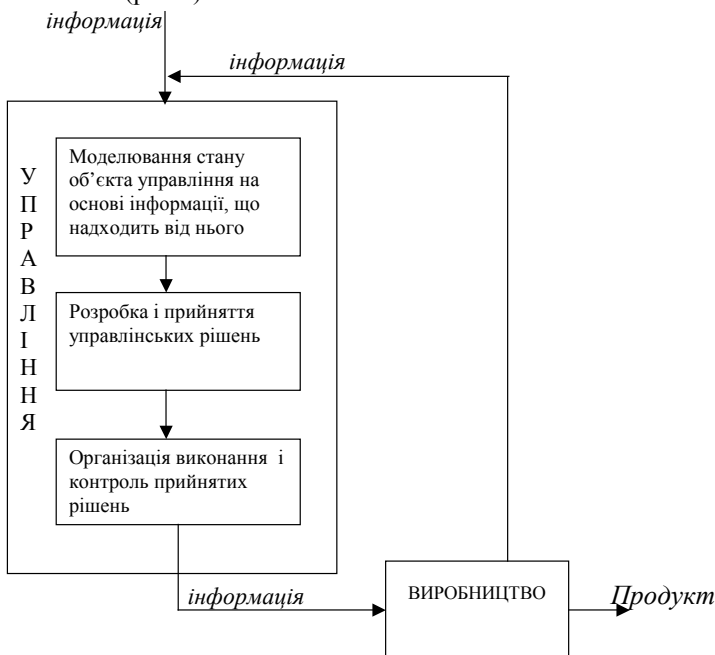 інформація
інформація
У
П
Р
А
В
Л
І
Н
Н
Я
Моделювання стану
об’єкта управління на
основі інформації, що
надходить від нього
Розробка і прийняття
управлінських рішень
Організація виконання і
контроль прийнятих
рішень
інформація
ВИРОБНИЦТВО
Продукт